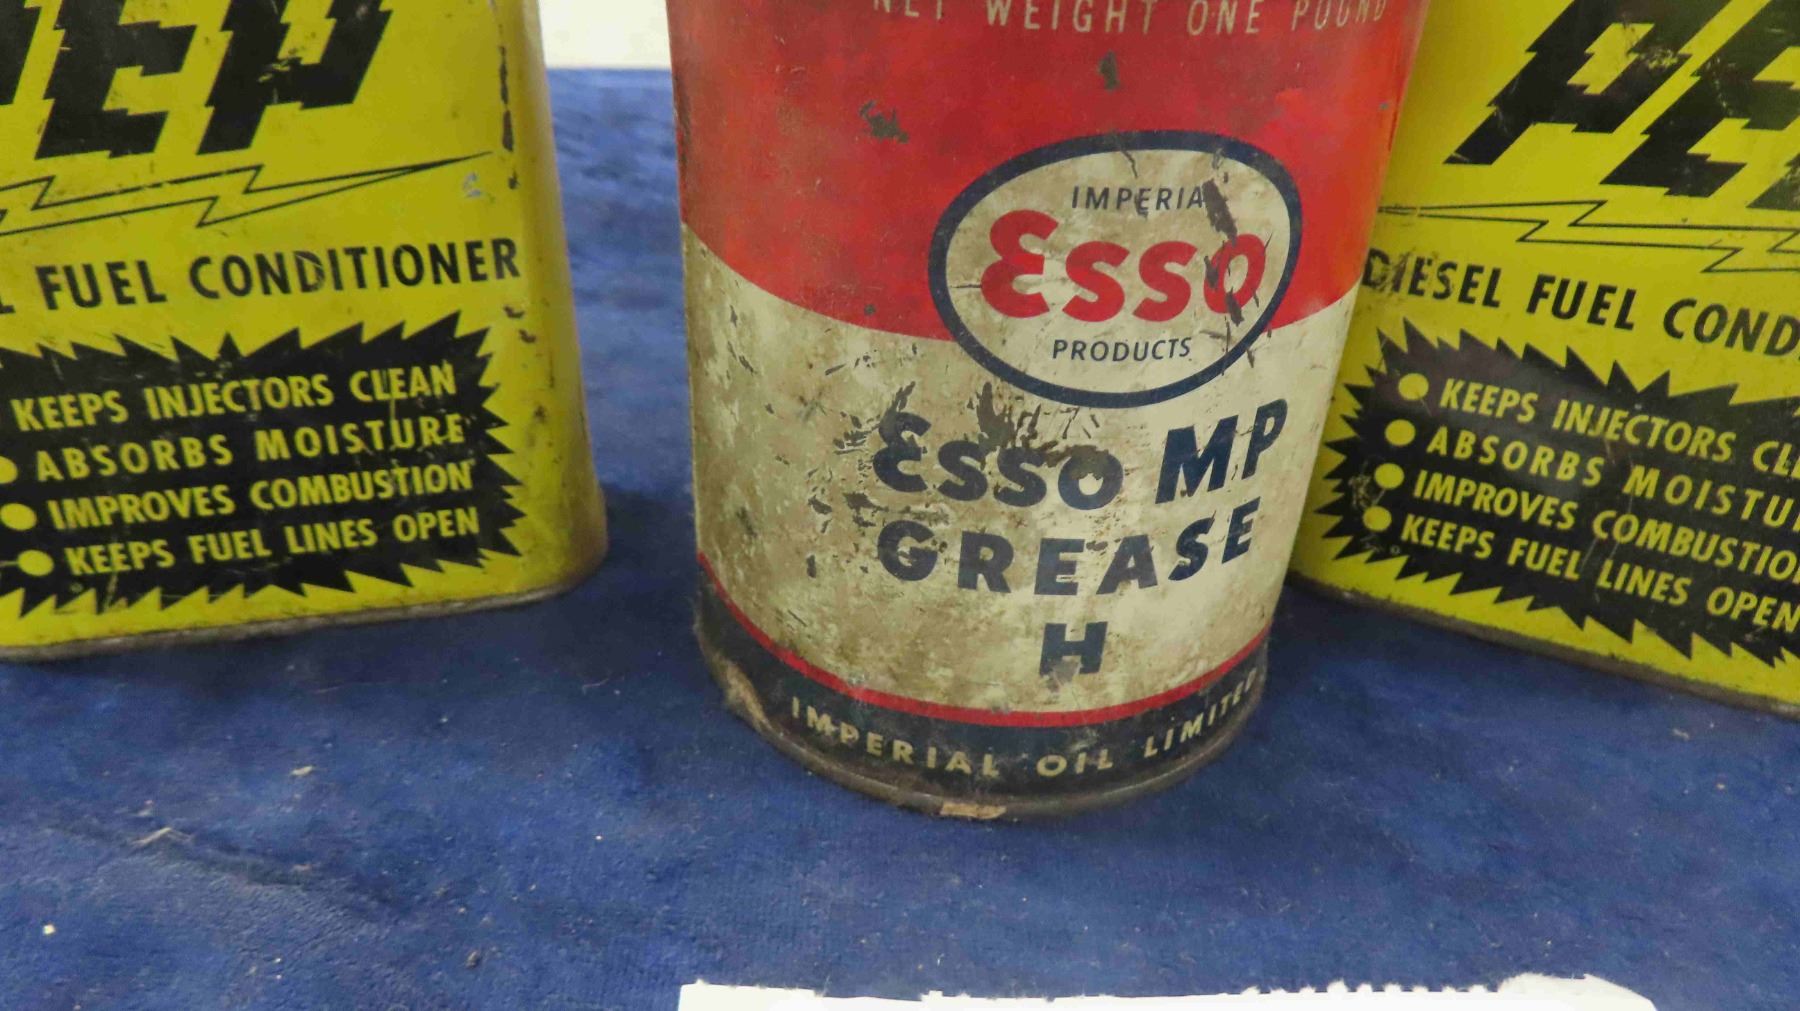 PEP
L FUEL CONDITIONER
KEEPS INJECTORS CLEAN
ABSORBS MOISTURE
IMPROVES COMBUSTION
KEEPS FUEL LINES OPEN
NET WEIGHT ONE POUND
IMPERIA
Esso
PRODUCTS
Esso MP
GREASE
H
IMPERIAL OIL LIMITED
PE
DIESEL FUEL COND
KEEPS INJECTORS CLE
ABSORBS MOISTU
IMPROVES COMBUSTIO
KEEPS FUEL LINES OPEN